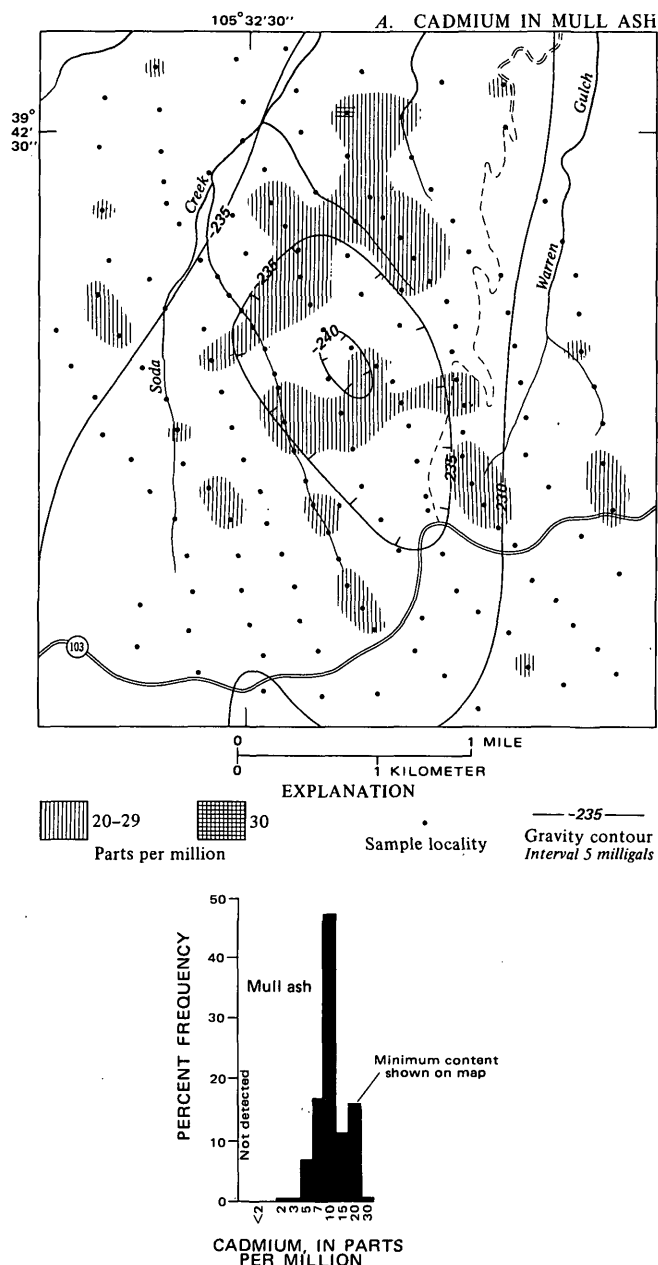 105° 32' 30"
A. CADMIUM IN MULL ASH
39°
42'
30"
Creek
-235
Gulch
Warren
-235
-240
Soda
235
230
103
0 1 MILE
0 1 KILOMETER
EXPLANATION
20–29
30
Parts per million
Sample locality
-235
Gravity contour
Interval 5 milligals
PERCENT FREQUENCY
50
40
30
20
10
0
Mull ash
Not detected
Minimum content
shown on map
<2 2 3 5 7 10 15 20 30
CADMIUM, IN PARTS
PER MILLION